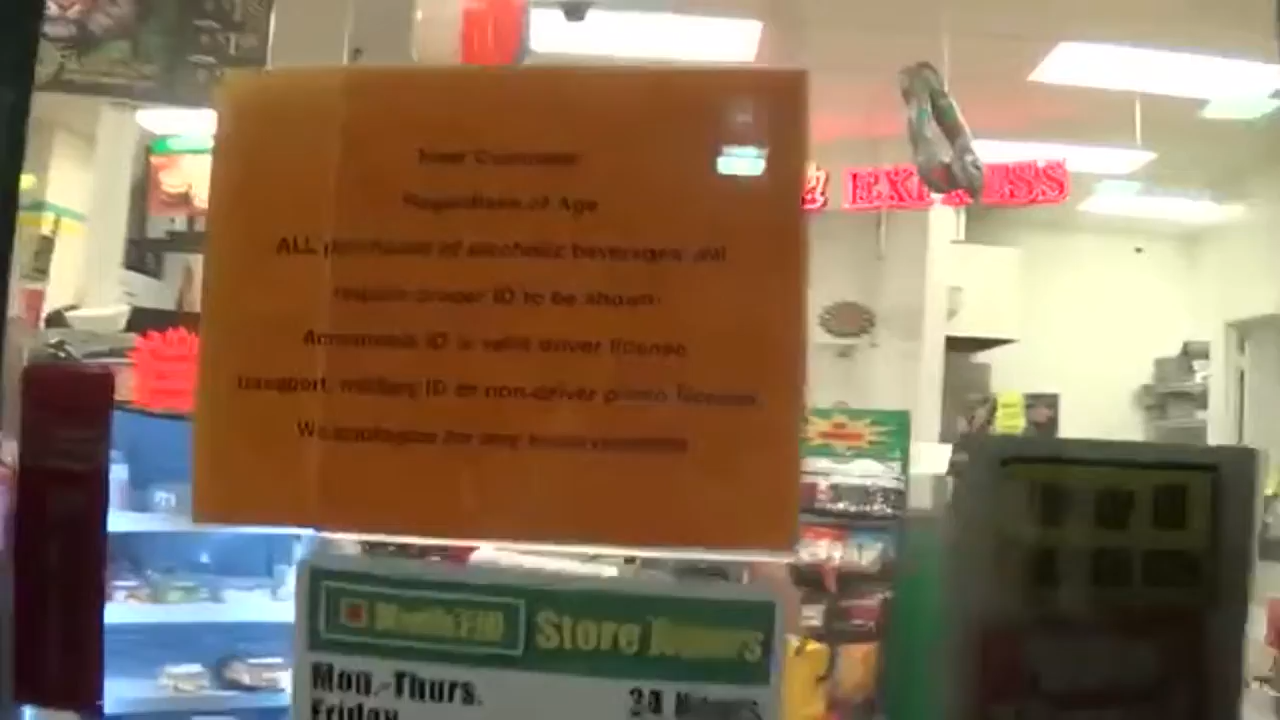 Dear Customer
Regardless of Age
ALL purchases of alcoholic beverages will
require proper ID to be shown.
Acceptable ID is valid driver license
passport, military ID or non-driver photo license.
We apologize for any inconvenience
EXPRESS
Store Hours
Mon.-Thurs. 24 Hours
Friday